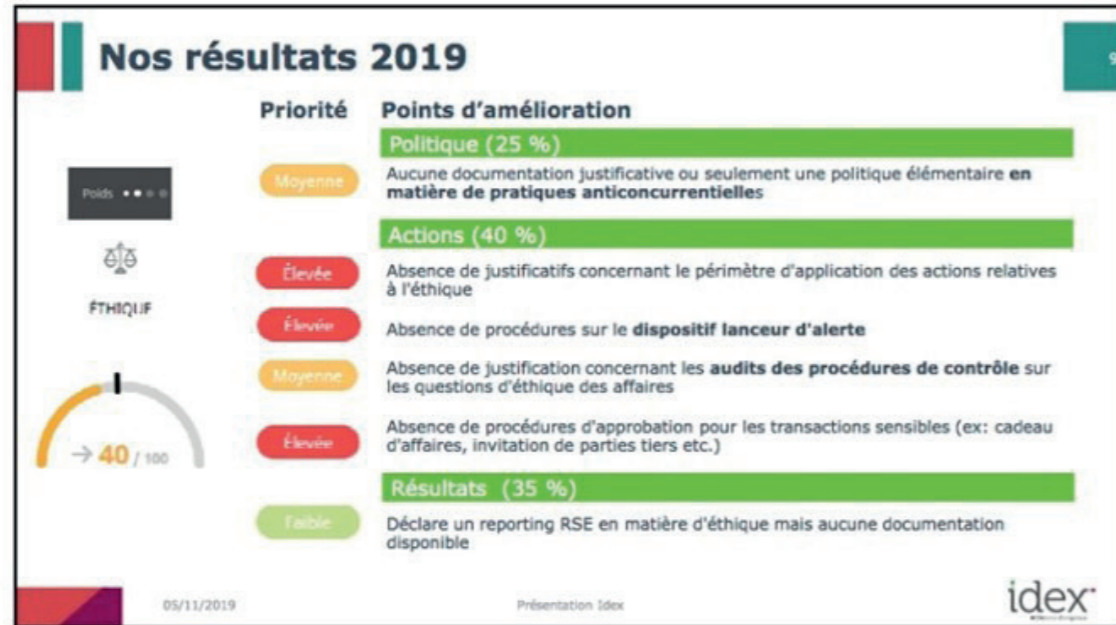 Nos résultats 2019
9
Priorité
Points d'amélioration
Politique (25 %)
Poids
Moyenne
Aucune documentation justificative ou seulement une politique élémentaire en
matière de pratiques anticoncurrentielles
Actions (40 %)
ÉTHIQUE
Élevée
Absence de justificatifs concernant le périmètre d'application des actions relatives
à l'éthique
Élevée
Absence de procédures sur le dispositif lanceur d'alerte
Moyenne
Absence de justification concernant les audits des procédures de contrôle sur
les questions d'éthique des affaires
→ 40 / 100
Élevée
Absence de procédures d'approbation pour les transactions sensibles (ex: cadeau
d'affaires, invitation de parties tiers etc.)
Résultats (35 %)
Faible
Déclare un reporting RSE en matière d'éthique mais aucune documentation
disponible
05/11/2019
Présentation Idex
idex